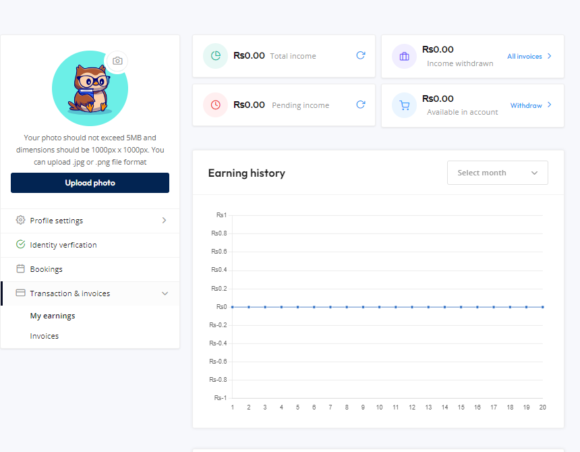 Your photo should not exceed 5MB and
dimensions should be 1000px x 1000px. You
can upload .jpg or .png file format
Upload photo
Profile settings
Identity verfication
Bookings
Transaction & invoices
My earnings
Invoices
Rs0.00 Total income
Rs0.00
Income withdrawn
All invoices
Rs0.00 Pending income
Rs0.00
Available in account
Withdraw
Earning history
Select month
Rs1
Rs0.8
Rs0.6
Rs0.4
Rs0.2
Rs0
Rs-0.2
Rs-0.4
Rs-0.6
Rs-0.8
Rs-1
1 2 3 4 5 6 7 8 9 10 11 12 13 14 15 16 17 18 19 20